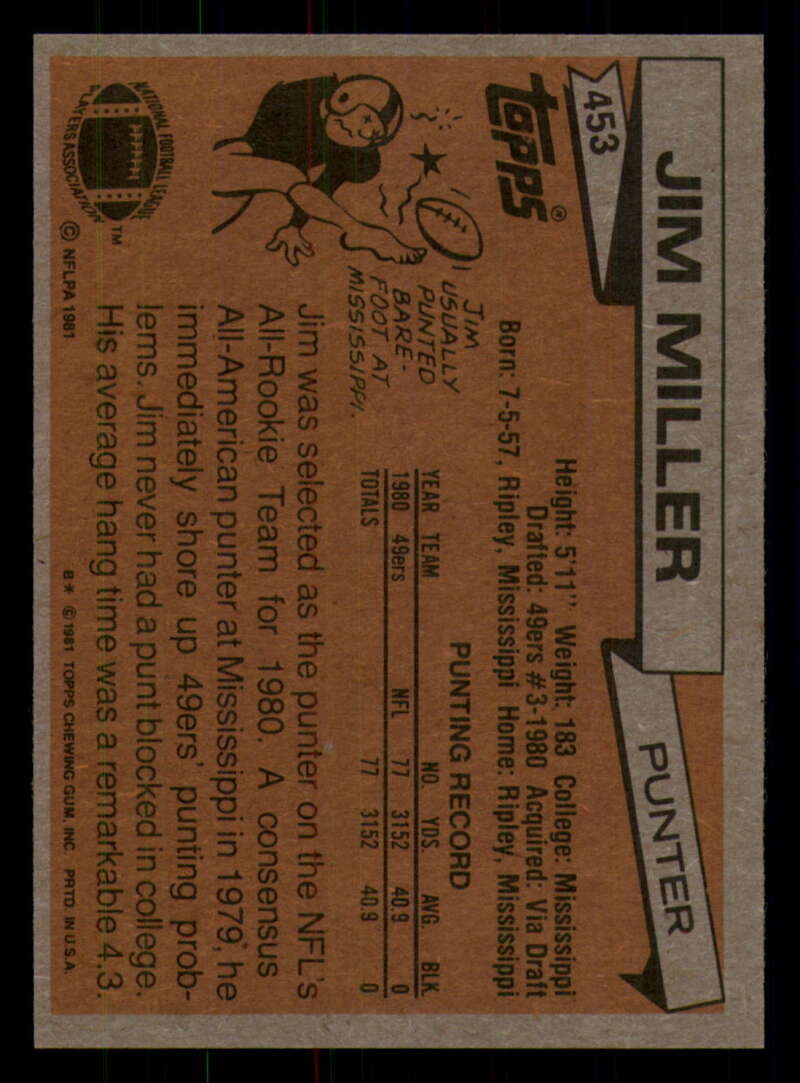 453
JIM MILLER
PUNTER
TOPPS®
Height: 5'11" Weight: 183 College: Mississippi
Drafted: 49ers #3-1980 Acquired: Via Draft
Born: 7-5-57, Ripley, Mississippi Home: Ripley, Mississippi
JIM
USUALLY
PUNTED
BARE-
FOOT AT
MISSISSIPPI.
PUNTING RECORD
YEAR TEAM NO. YDS. AVG. BLK.
1980 49ers NFL 77 3152 40.9 0
TOTALS 77 3152 40.9 0
Jim was selected as the punter on the NFL's
All-Rookie Team for 1980. A consensus
All-American punter at Mississippi in 1979, he
immediately shore up 49ers' punting prob-
lems. Jim never had a punt blocked in college.
His average hang time was a remarkable 4.3.
NATIONAL FOOTBALL LEAGUE
PLAYERS ASSOCIATION
TM
© NFLPA 1981
B* © 1981 TOPPS CHEWING GUM, INC. PRTD. IN U.S.A.